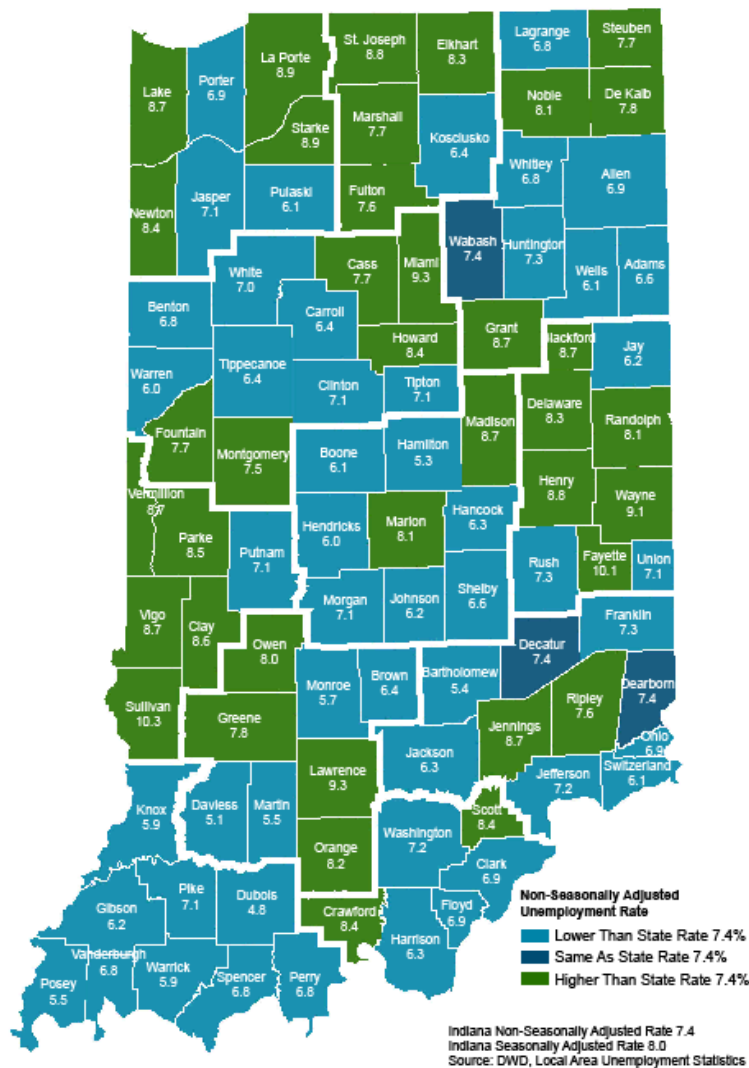 St. Joseph
8.8
Elkhart
8.3
Lagrange
6.8
Steuben
7.7
La Porte
8.9
Porter
6.9
Lake
8.7
Noble
8.1
De Kalb
7.8
Marshall
7.7
Starke
8.9
Kosciusko
6.4
Whitley
6.8
Allen
6.9
Newton
8.4
Jasper
7.1
Pulaski
6.1
Fulton
7.6
Wabash
7.4
Huntington
7.3
Wells
6.1
Adams
6.6
White
7.0
Cass
7.7
Miami
9.3
Benton
6.8
Carroll
6.4
Howard
8.4
Grant
8.7
Blackford
8.7
Jay
6.2
Warren
6.0
Tippecanoe
6.4
Clinton
7.1
Tipton
7.1
Madison
8.7
Delaware
8.3
Randolph
8.1
Fountain
7.7
Montgomery
7.5
Boone
6.1
Hamilton
5.3
Henry
8.8
Wayne
9.1
Vermillion
8.7
Parke
8.5
Putnam
7.1
Hendricks
6.0
Marion
8.1
Hancock
6.3
Rush
7.3
Fayette
10.1
Union
7.1
Vigo
8.7
Clay
8.6
Owen
8.0
Morgan
7.1
Johnson
6.2
Shelby
6.6
Franklin
7.3
Decatur
7.4
Sullivan
10.3
Greene
7.8
Monroe
5.7
Brown
6.4
Bartholomew
5.4
Jennings
8.7
Ripley
7.6
Dearborn
7.4
Ohio
6.9
Switzerland
6.1
Jefferson
7.2
Jackson
6.3
Lawrence
9.3
Knox
5.9
Daviess
5.1
Martin
5.5
Orange
8.2
Washington
7.2
Scott
8.4
Clark
6.9
Gibson
6.2
Pike
7.1
Dubois
4.8
Crawford
8.4
Harrison
6.3
Floyd
6.9
Posey
5.5
Vanderburgh
6.8
Warrick
5.9
Spencer
6.8
Perry
6.8
Non-Seasonally Adjusted
Unemployment Rate
Lower Than State Rate 7.4%
Same As State Rate 7.4%
Higher Than State Rate 7.4%
Indiana Non-Seasonally Adjusted Rate 7.4
Indiana Seasonally Adjusted Rate 8.0
Source: DWD, Local Area Unemployment Statistics